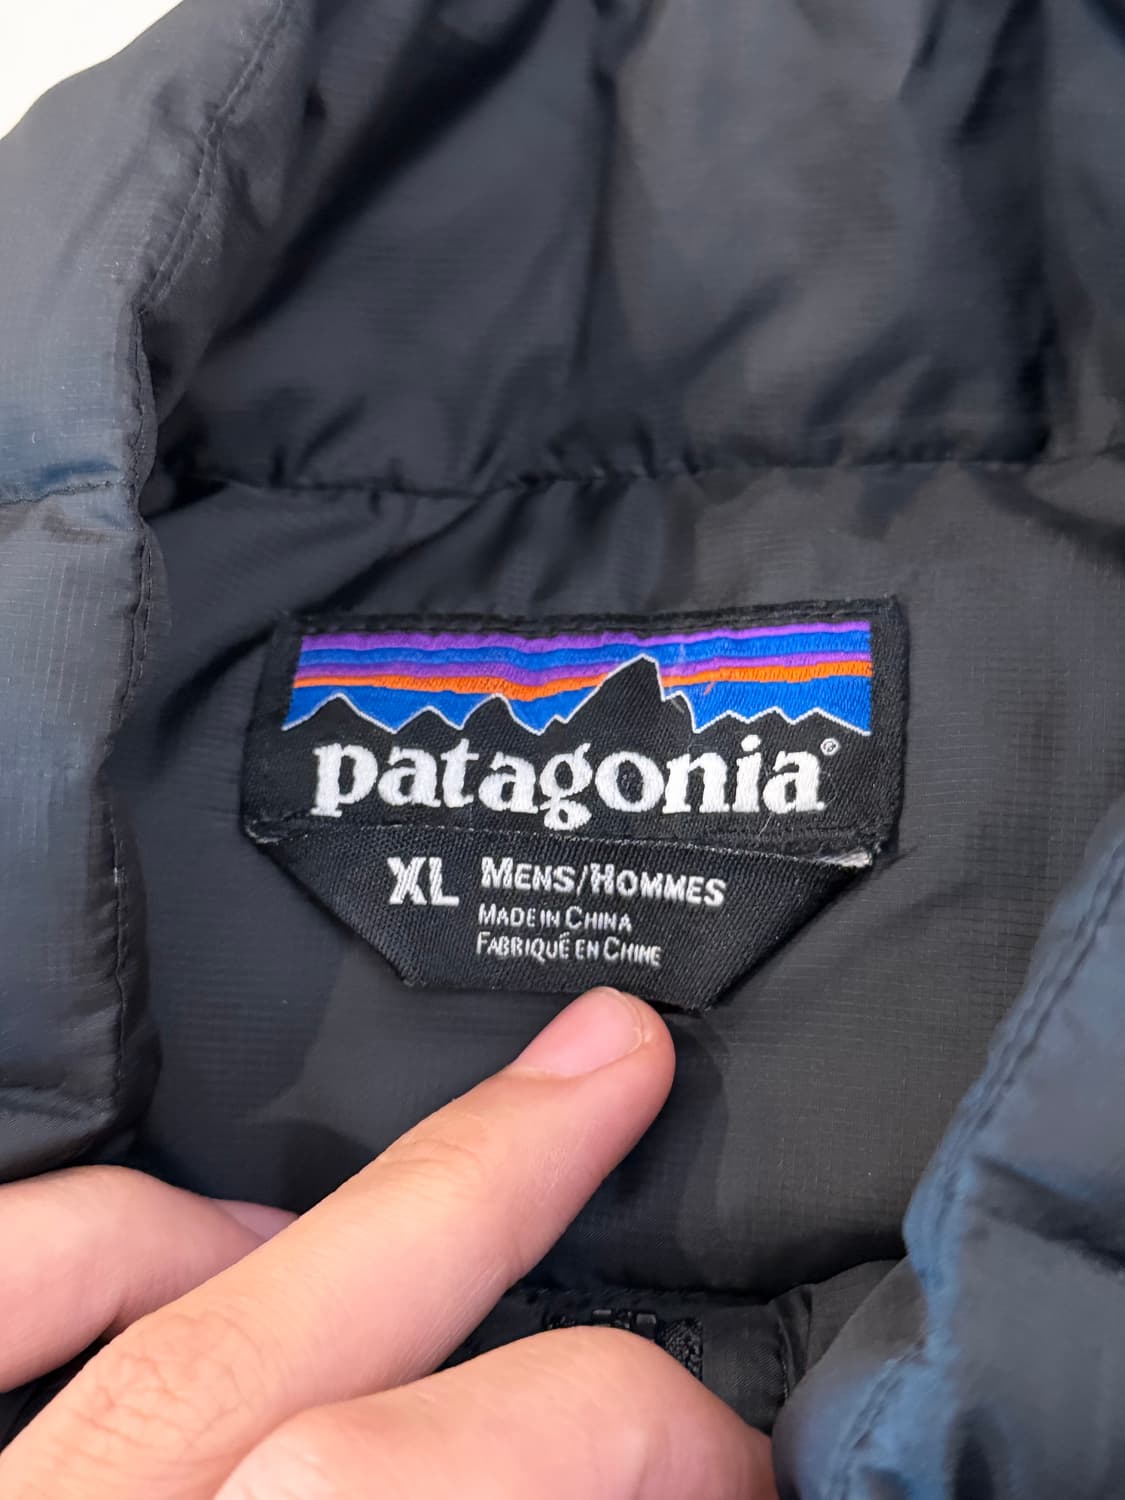 patagonia®
XL MENS/HOMMES
MADE IN CHINA
FABRIQUÉ EN CHINE